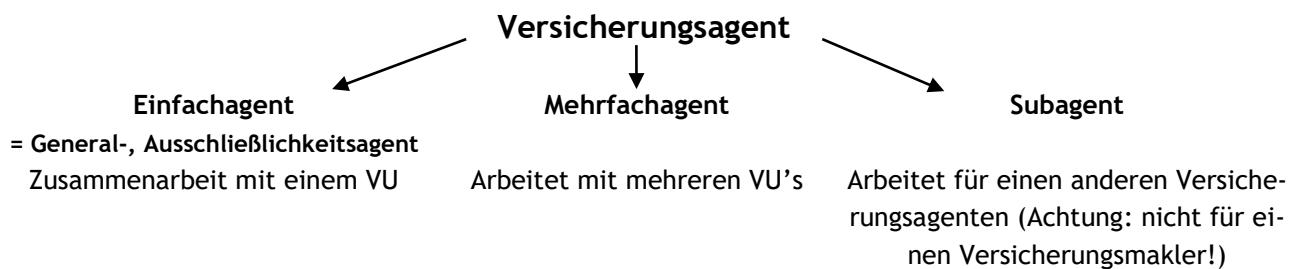 Versicherungsagent
Einfachagent
= General-, Ausschließlichkeitsagent
Zusammenarbeit mit einem VU
Mehrfachagent
Arbeitet mit mehreren VU’s
Subagent
Arbeitet für einen anderen Versiche-
rungsagenten (Achtung: nicht für ei-
nen Versicherungsmakler!)